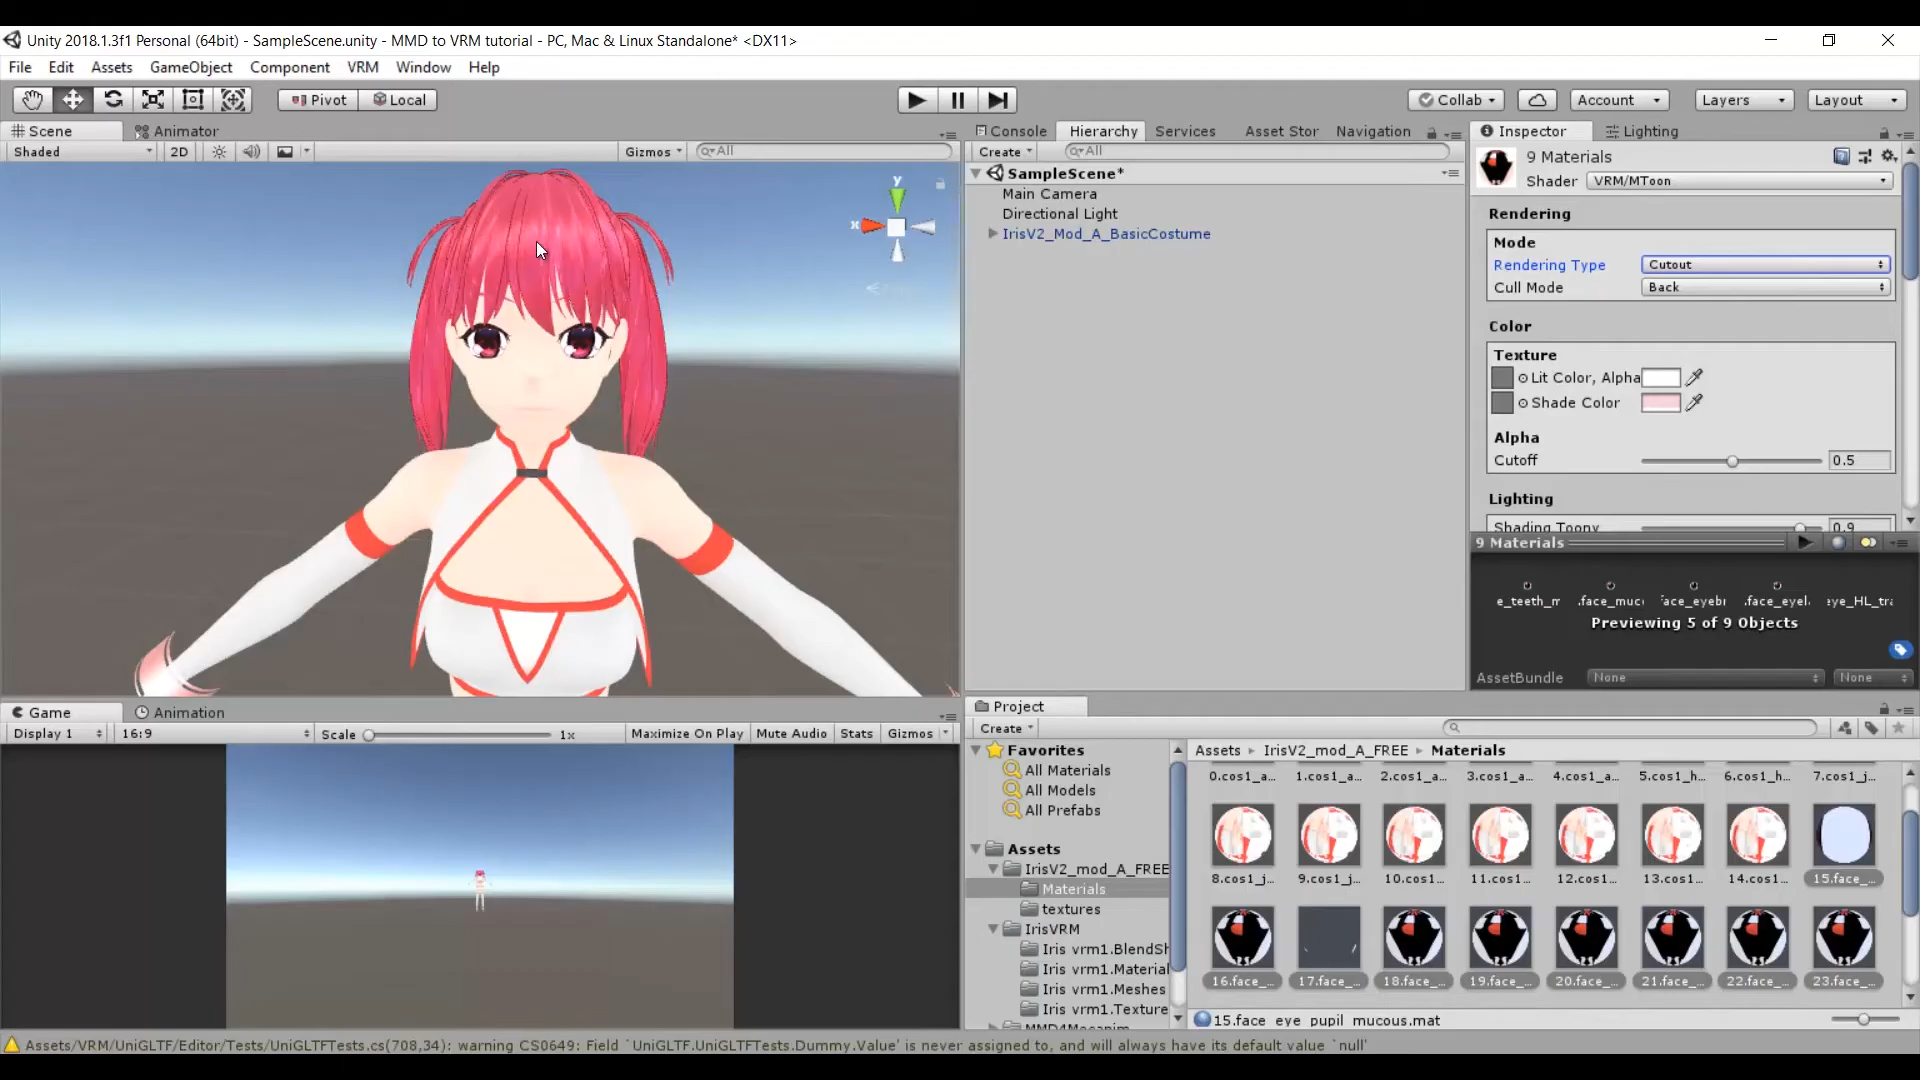 Unity 2018.1.3f1 Personal (64bit) - SampleScene.unity - MMD to VRM tutorial - PC, Mac & Linux Standalone* <DX11>
File Edit Assets GameObject Component VRM Window Help
Pivot Local
Collab Account Layers Layout
Scene Animator
Console Hierarchy Services Asset Stor Navigation
Inspector Lighting
Shaded 2D Gizmos All
Create All
9 Materials
Shader VRM/MToon
SampleScene*
Main Camera
Directional Light
IrisV2_Mod_A_BasicCostume
y
x
Rendering
Mode
Rendering Type Cutout
Cull Mode Back
Color
Texture
Lit Color, Alpha
Shade Color
Alpha
Cutoff 0.5
Lighting
Shading Toony 0.9
9 Materials
e_teeth_m .face_muc face_eyebr .face_eyel. eye_HL_tra
Previewing 5 of 9 Objects
AssetBundle None None
Game Animation
Display 1 16:9 Scale 1x Maximize On Play Mute Audio Stats Gizmos
Project
Create
Favorites
All Materials
All Models
All Prefabs
Assets
IrisV2_mod_A_FREE
Materials
textures
IrisVRM
Iris vrm1.BlendSh
Iris vrm1.Material
Iris vrm1.Meshes
Iris vrm1.Texture
MMD4Mecanim
Assets IrisV2_mod_A_FREE Materials
0.cos1_a... 1.cos1_a... 2.cos1_a... 3.cos1_a... 4.cos1_a... 5.cos1_h... 6.cos1_h... 7.cos1_j...
8.cos1_j... 9.cos1_j... 10.cos1... 11.cos1... 12.cos1... 13.cos1... 14.cos1... 15.face_...
16.face_... 17.face_... 18.face_... 19.face_... 20.face_... 21.face_... 22.face_... 23.face_...
15.face_eye_pupil_mucous.mat
Assets/VRM/UniGLTF/Editor/Tests/UniGLTFTests.cs(708,34): warning CS0649: Field `UniGLTF.UniGLTFTests.Dummy.Value' is never assigned to, and will always have its default value `null'